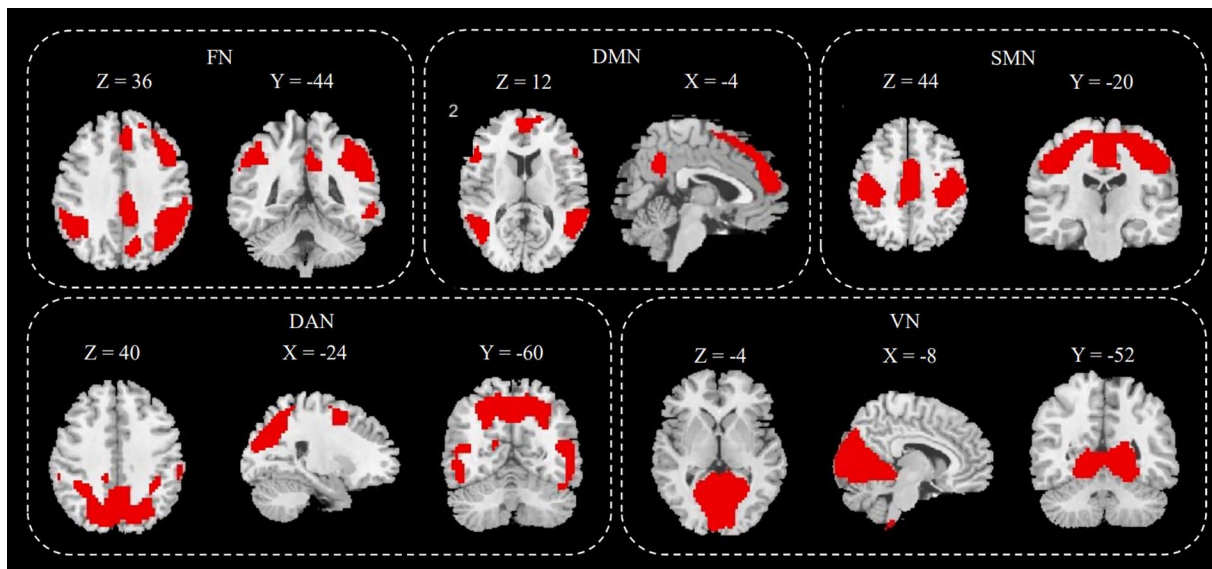 FN
Z = 36 Y = -44
DMN
Z = 12 X = -4
2
SMN
Z = 44 Y = -20
DAN
Z = 40 X = -24 Y = -60
VN
Z = -4 X = -8 Y = -52